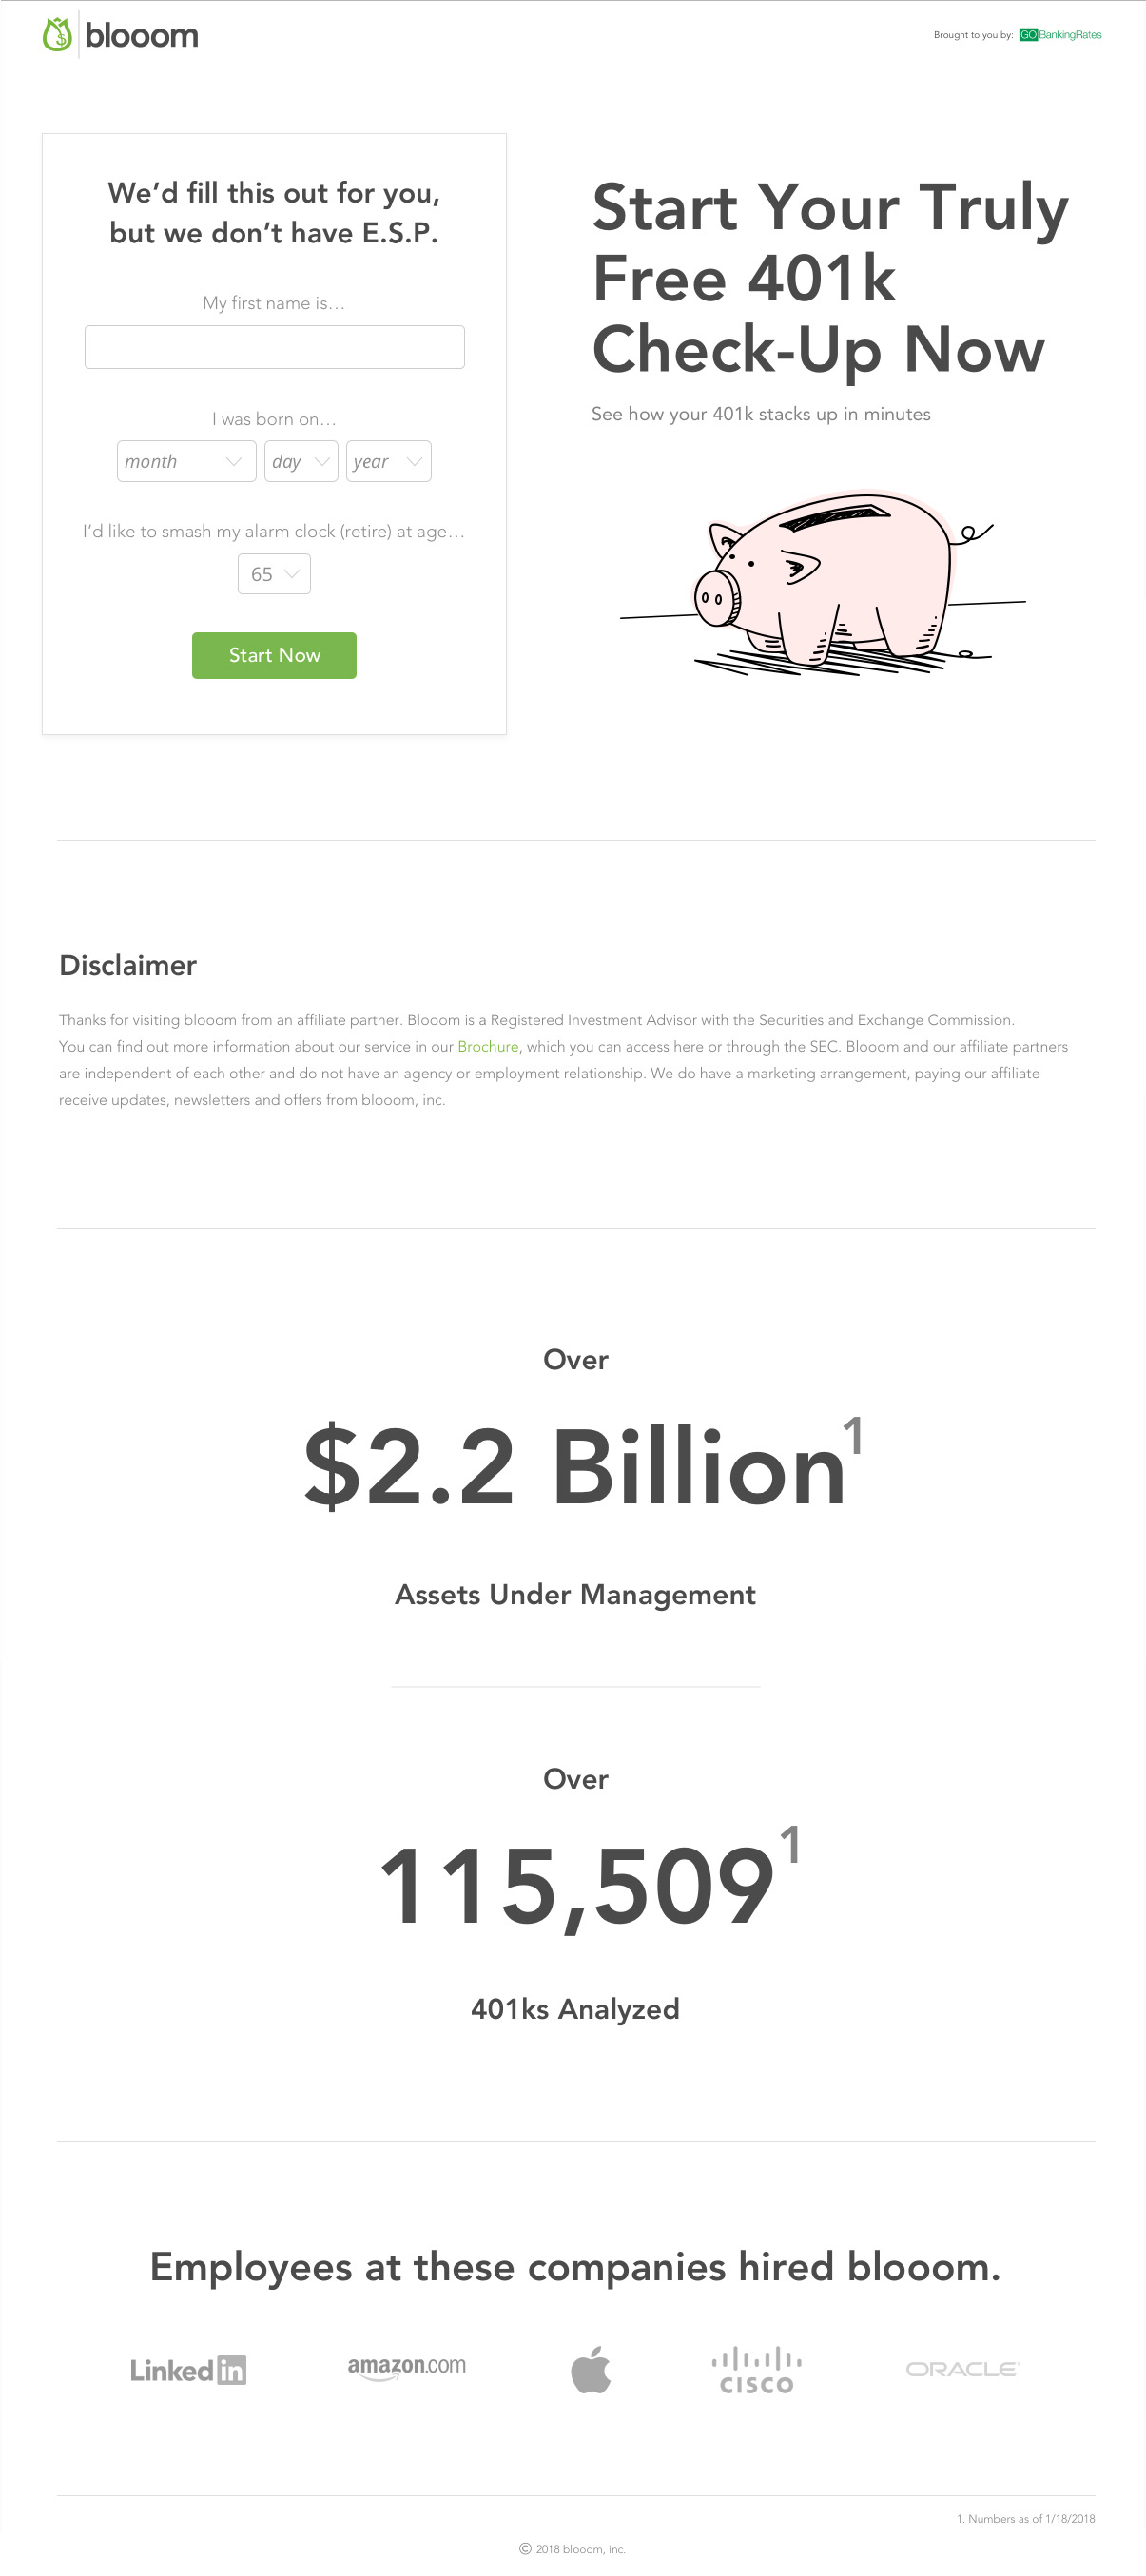 blooom
Brought to you by: GOBankingRates
We’d fill this out for you,
but we don’t have E.S.P.
My first name is…
I was born on…
month day year
I’d like to smash my alarm clock (retire) at age…
65
Start Now
Start Your Truly
Free 401k
Check-Up Now
See how your 401k stacks up in minutes
Disclaimer
Thanks for visiting blooom from an affiliate partner. Blooom is a Registered Investment Advisor with the Securities and Exchange Commission.
You can find out more information about our service in our Brochure, which you can access here or through the SEC. Blooom and our affiliate partners
are independent of each other and do not have an agency or employment relationship. We do have a marketing arrangement, paying our affiliate
receive updates, newsletters and offers from blooom, inc.
Over
$2.2 Billion1
Assets Under Management
Over
115,5091
401ks Analyzed
Employees at these companies hired blooom.
Linkedin amazon.com CISCO ORACLE
1. Numbers as of 1/18/2018
© 2018 blooom, inc.